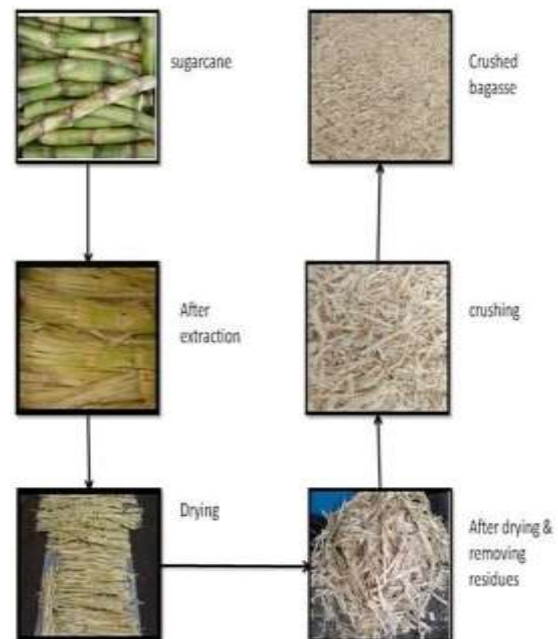 sugarcane
After
extraction
Drying
After drying &
removing
residues
crushing
Crushed
bagasse